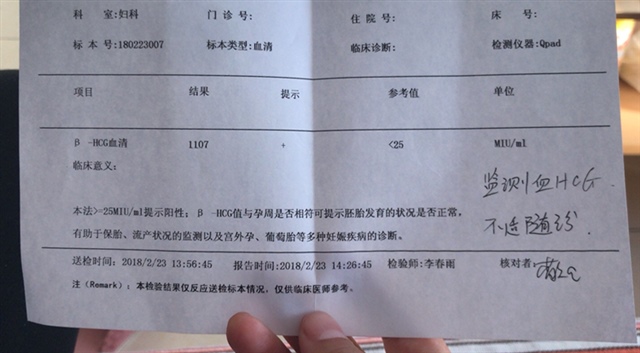 科 室:妇科 门 诊 号: 住 院 号: 床 号:
标 本 号:180223007 标本类型:血清 临床诊断: 检测仪器:Qpad
项目 结果 提示 参考值 单位
β -HCG血清 1107 + <25 MIU/ml
临床意义:
监测血HCG.
不适随诊.
本法>=25MIU/ml提示阳性; β -HCG值与孕周是否相符可提示胚胎发育的状况是否正常,
有助于保胎、流产状况的监测以及宫外孕、葡萄胎等多种妊娠疾病的诊断。
送检时间:2018/2/23 13:56:45 报告时间:2018/2/23 14:26:45 检验师:李春雨 核对者:
注（Remark）:本检验结果仅反应送检标本情况,仅供临床医师参考。